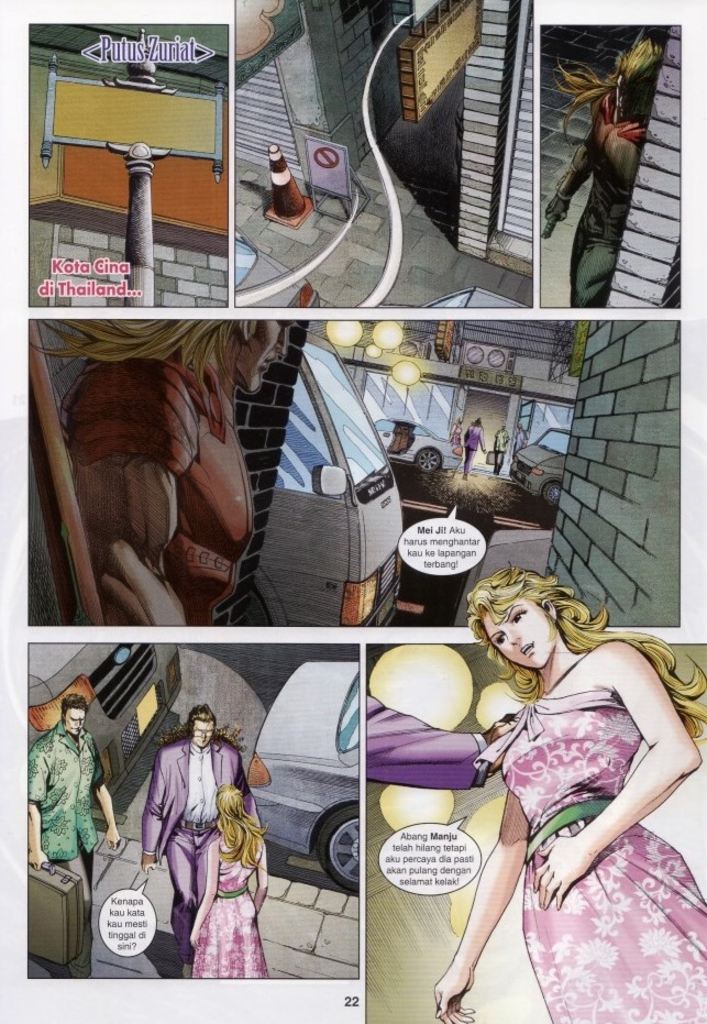 <Putus Zuriat>
Kota Cina
di Thailand...
Mei Ji! Aku
harus menghantar
kau ke lapangan
terbang!
Kenapa
kau kata
kau mesti
tinggal di
sini?
Abang Manju
telah hilang tetapi
aku percaya dia pasti
akan pulang dengan
selamat kelak!
22